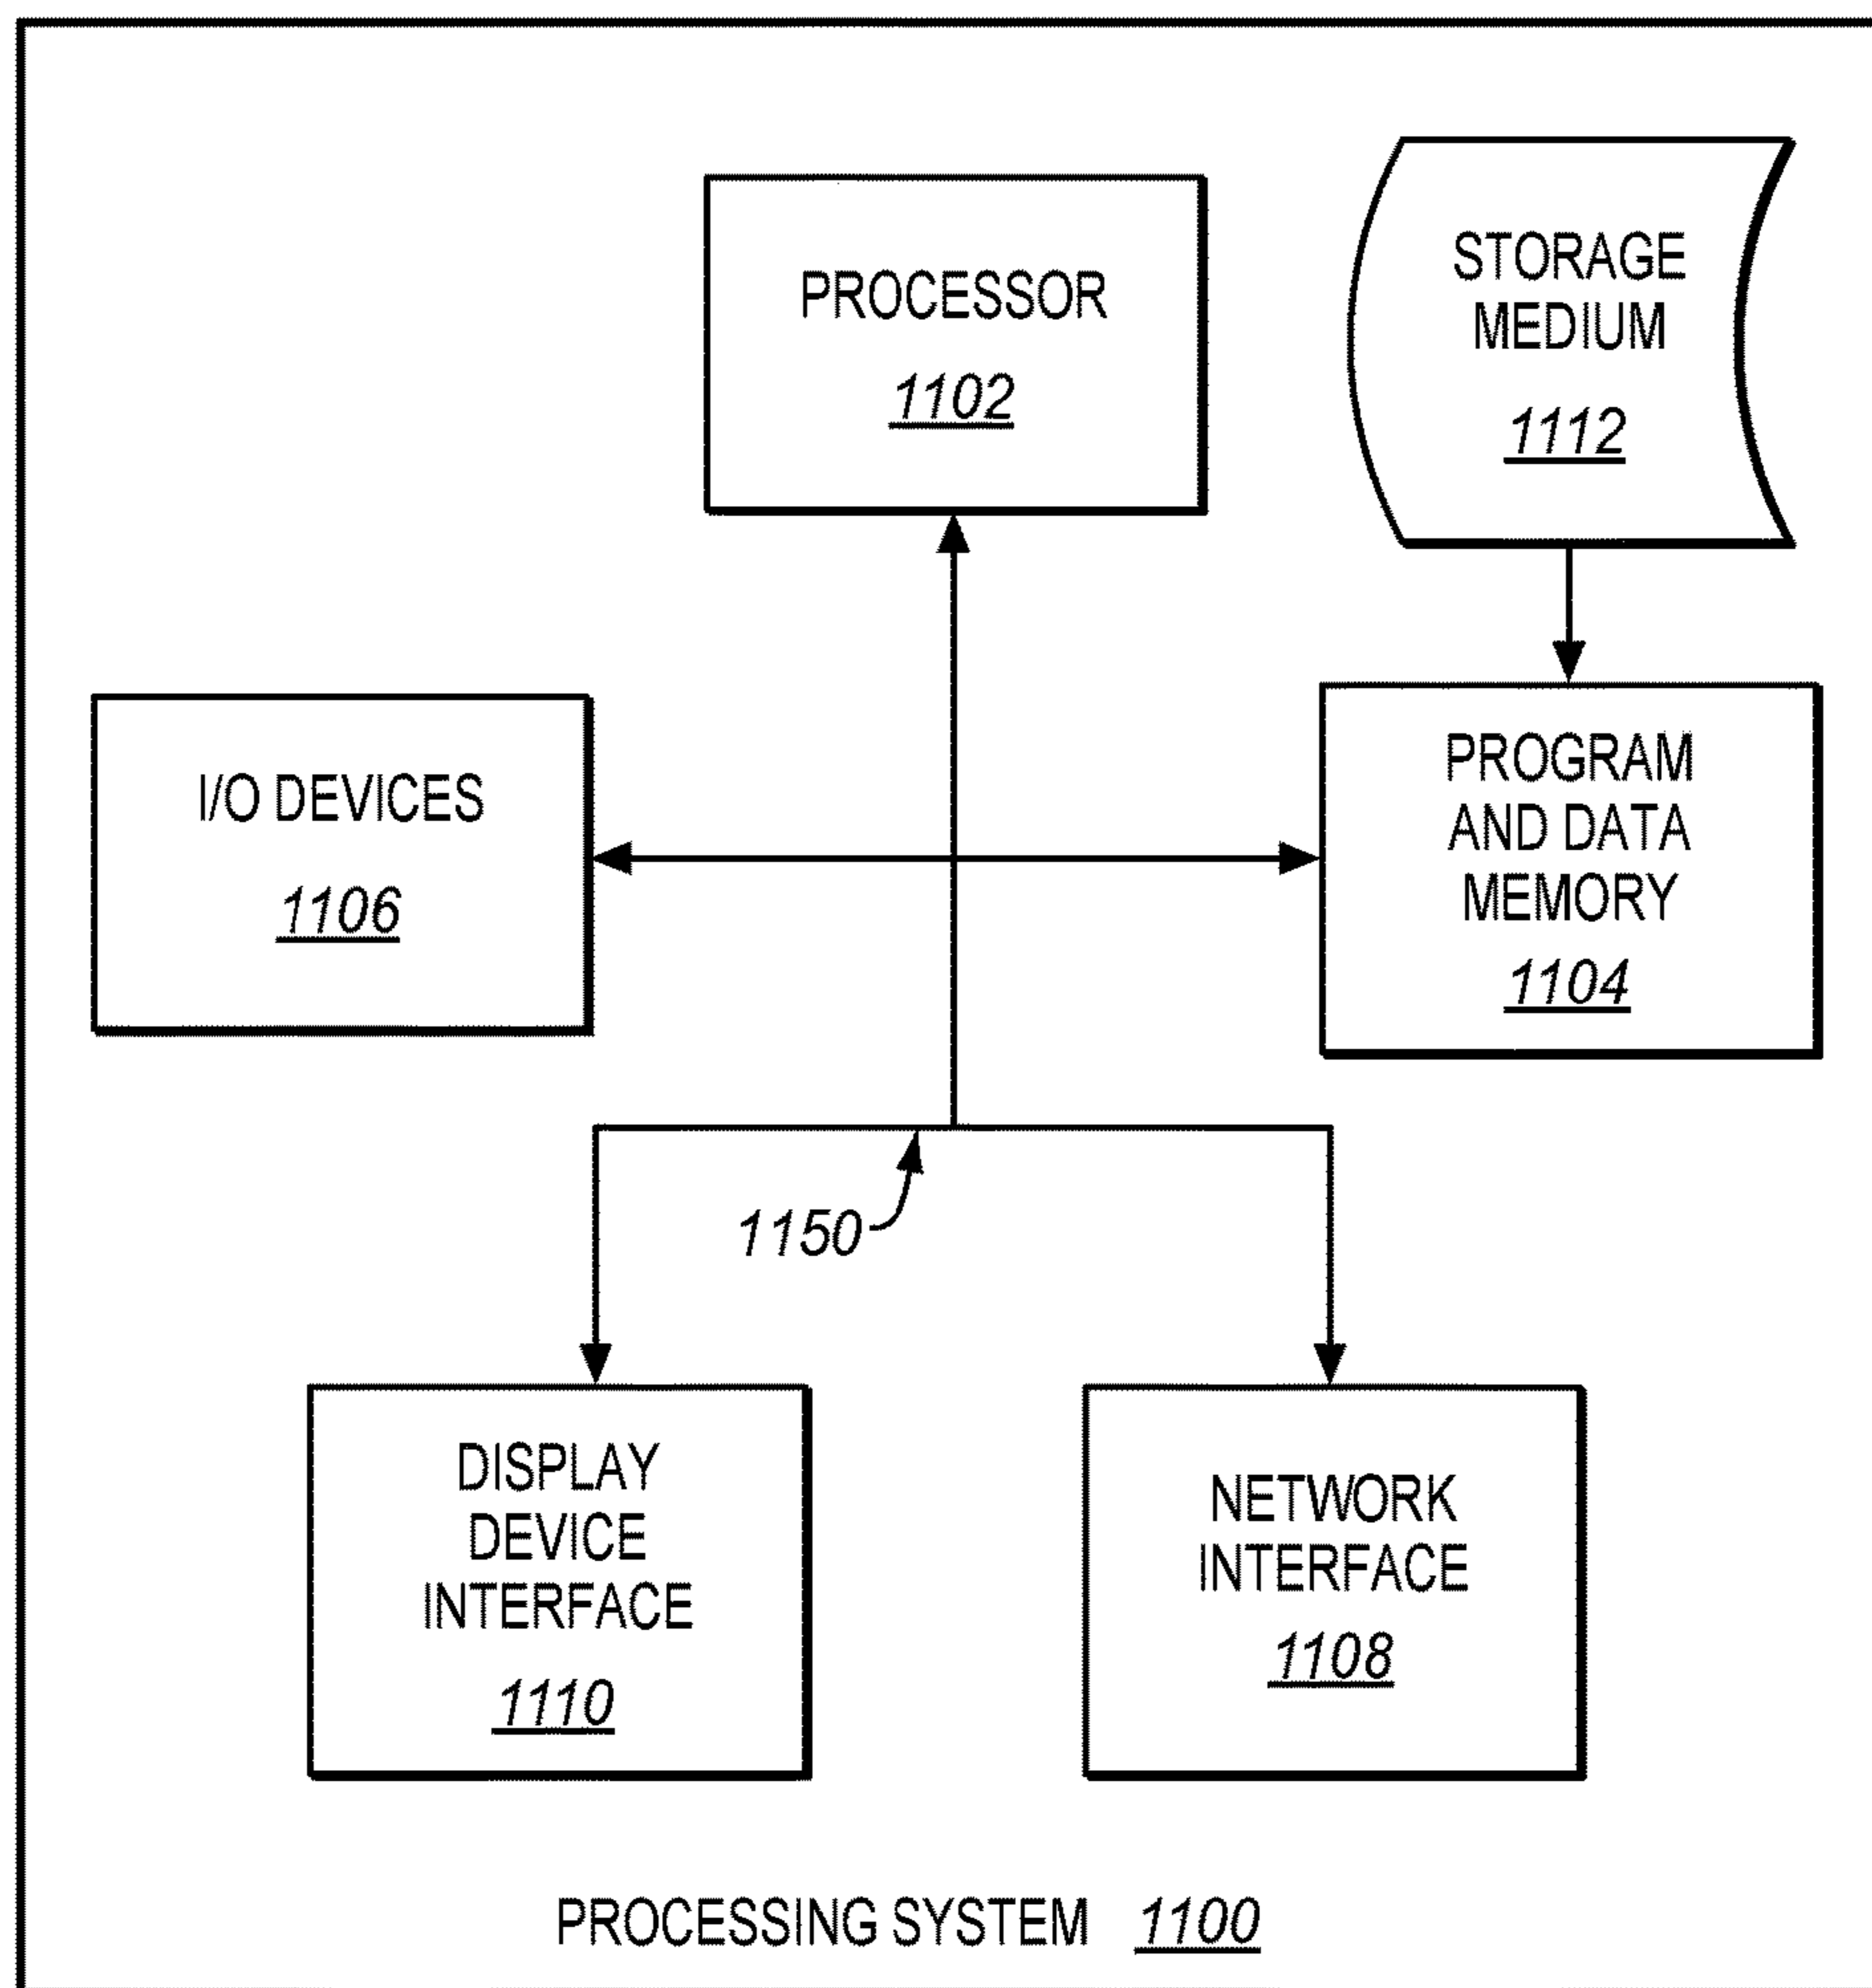 PROCESSOR
1102
STORAGE
MEDIUM
1112
I/O DEVICES
1106
PROGRAM
AND DATA
MEMORY
1104
1150
DISPLAY
DEVICE
INTERFACE
1110
NETWORK
INTERFACE
1108
PROCESSING SYSTEM 1100